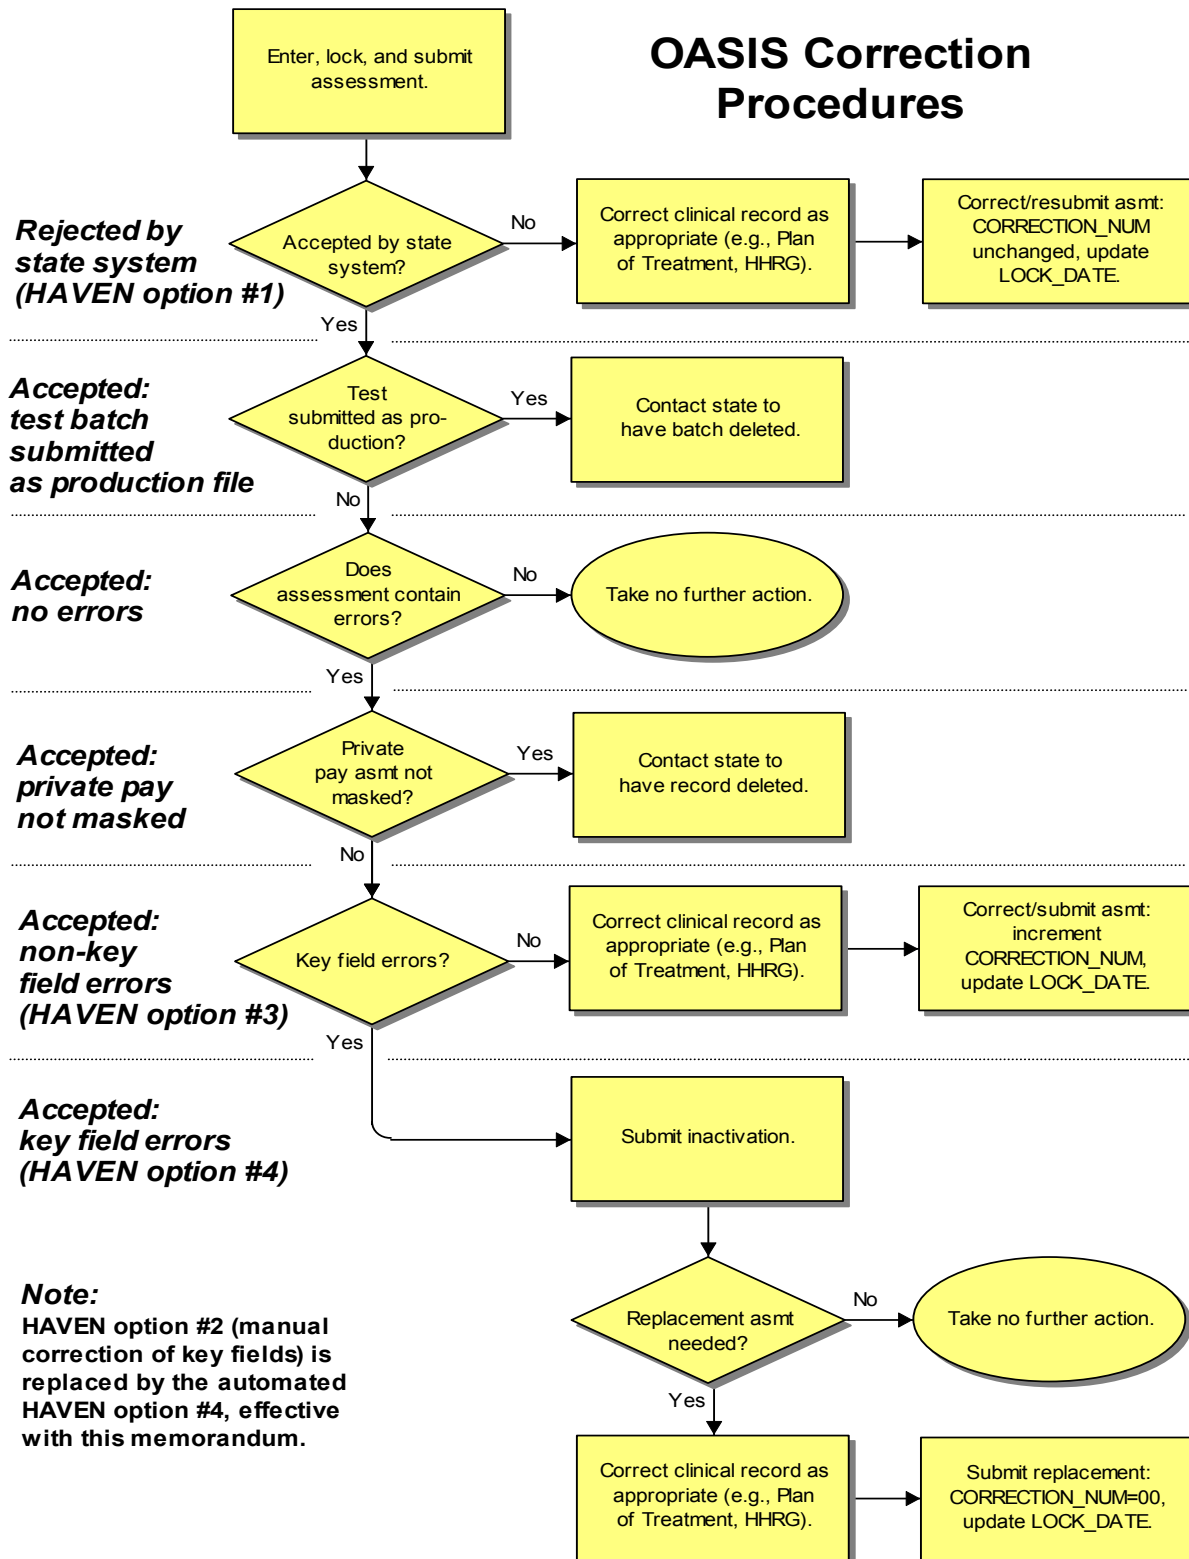 OASIS Correction
Procedures
Enter, lock, and submit
assessment.
Rejected by
state system
(HAVEN option #1)
Accepted by state
system?
No
Correct clinical record as
appropriate (e.g., Plan
of Treatment, HHRG).
Correct/resubmit asmt:
CORRECTION_NUM
unchanged, update
LOCK_DATE.
Yes
Accepted:
test batch
submitted
as production file
Test
submitted as pro-
duction?
Yes
Contact state to
have batch deleted.
No
Accepted:
no errors
Does
assessment contain
errors?
No
Take no further action.
Yes
Accepted:
private pay
not masked
Private
pay asmt not
masked?
Yes
Contact state to
have record deleted.
No
Accepted:
non-key
field errors
(HAVEN option #3)
Key field errors?
No
Correct clinical record as
appropriate (e.g., Plan
of Treatment, HHRG).
Correct/submit asmt:
increment
CORRECTION_NUM,
update LOCK_DATE.
Yes
Accepted:
key field errors
(HAVEN option #4)
Submit inactivation.
Replacement asmt
needed?
No
Take no further action.
Yes
Note:
HAVEN option #2 (manual
correction of key fields) is
replaced by the automated
HAVEN option #4, effective
with this memorandum.
Correct clinical record as
appropriate (e.g., Plan
of Treatment, HHRG).
Submit replacement:
CORRECTION_NUM=00,
update LOCK_DATE.